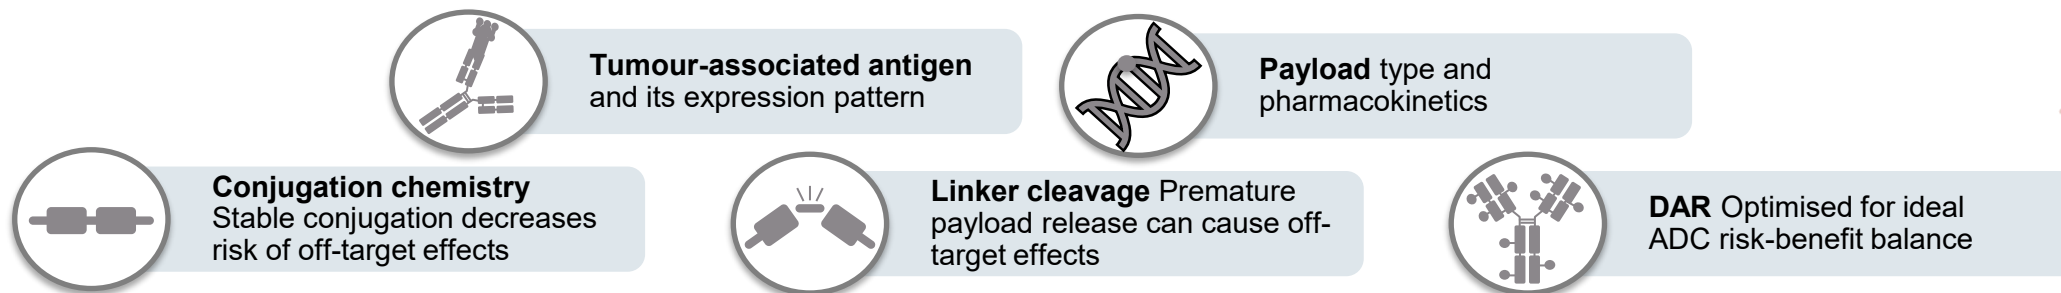 Tumour-associated antigen
and its expression pattern
Payload type and
pharmacokinetics
Conjugation chemistry
Stable conjugation decreases
risk of off-target effects
Linker cleavage Premature
payload release can cause off-
target effects
DAR Optimised for ideal
ADC risk-benefit balance